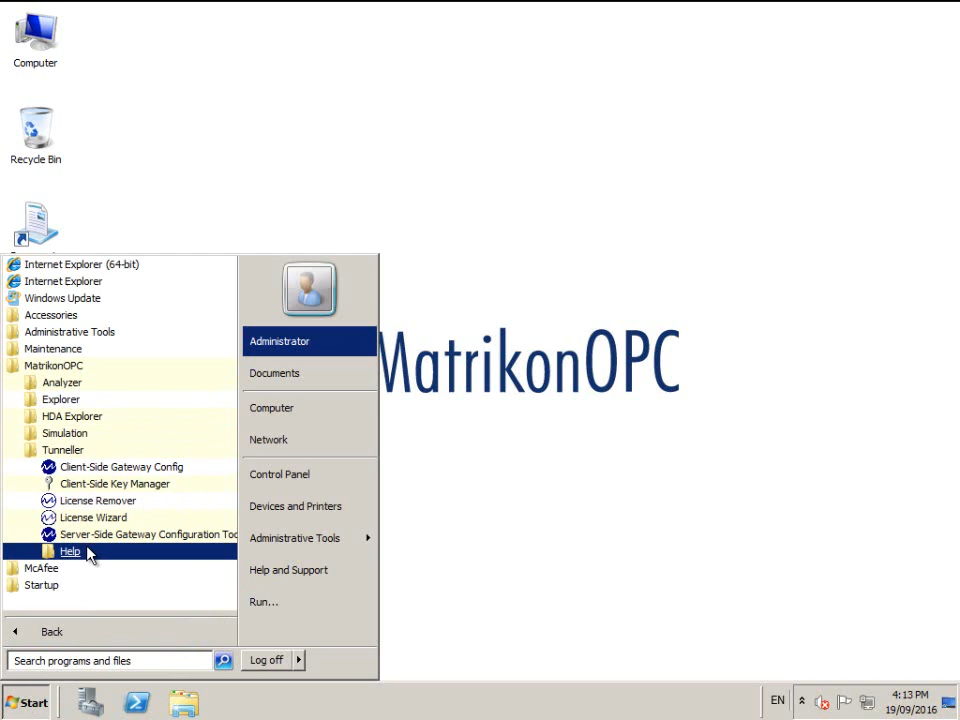 Computer
Recycle Bin
Internet Explorer (64-bit)
Internet Explorer
Windows Update
Accessories
Administrative Tools
Maintenance
MatrikonOPC
Analyzer
Explorer
HDA Explorer
Simulation
Tunneller
Client-Side Gateway Config
Client-Side Key Manager
License Remover
License Wizard
Server-Side Gateway Configuration Too
Help
McAfee
Startup
Back
Search programs and files
Administrator
Documents
Computer
Network
Control Panel
Devices and Printers
Administrative Tools
Help and Support
Run...
Log off
MatrikonOPC
Start
EN
4:13 PM
19/09/2016